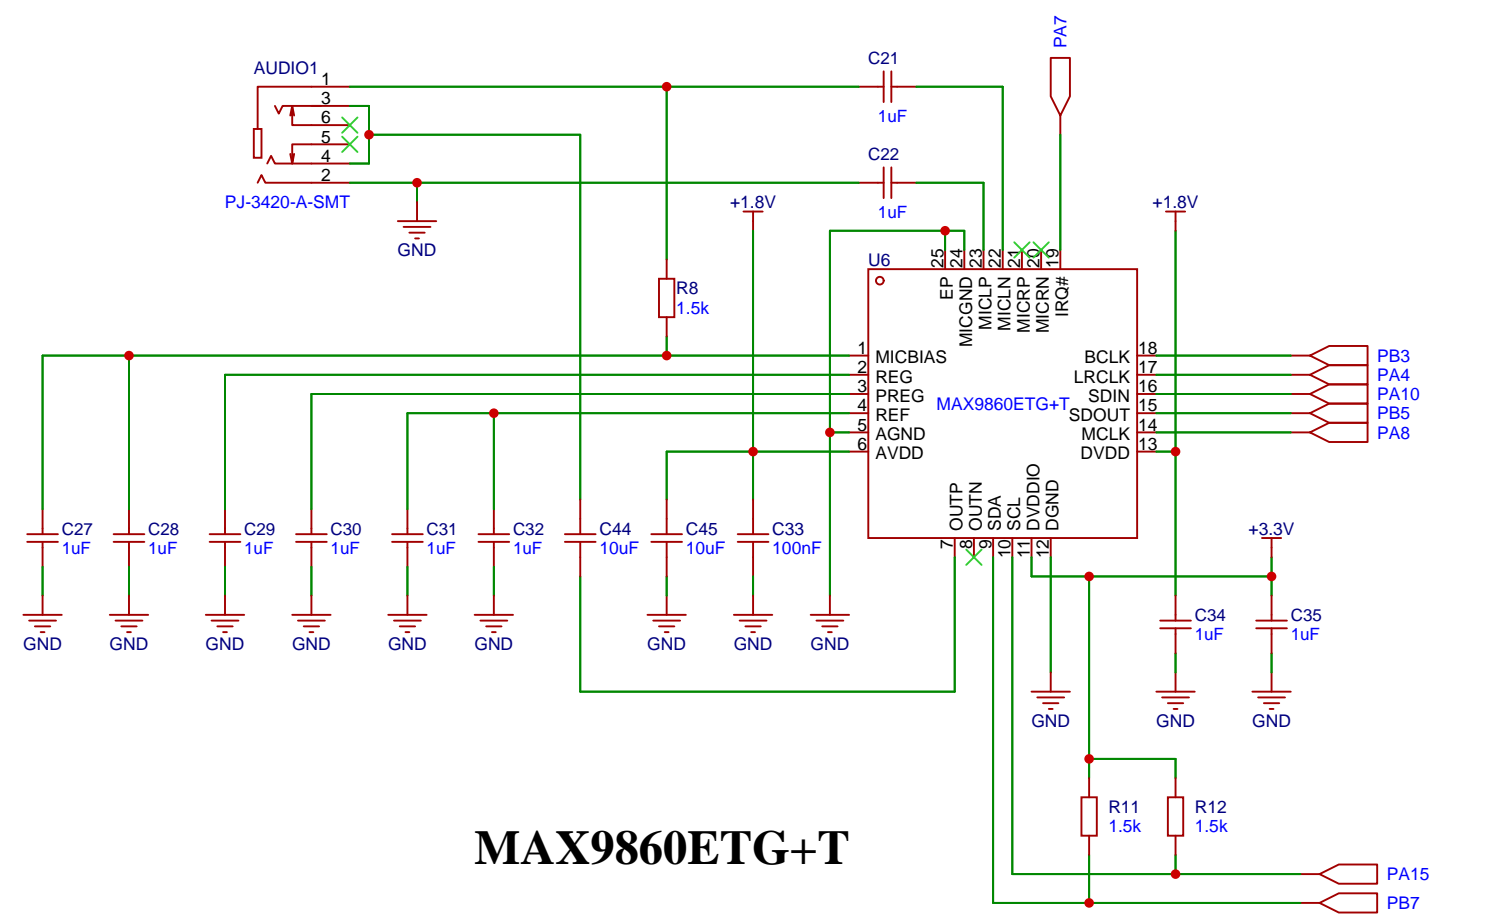 PA7
C21
1uF
AUDIO1
1
3
6
5
4
2
PJ-3420-A-SMT
GND
C22
1uF
+1.8V
+1.8V
U6
25
24
23
22
21
20
19
EP
MICGND
MICLP
MICLN
MICRP
MICRN
IRQ#
R8
1.5k
1 MICBIAS
2 REG
3 PREG
4 REF
5 AGND
6 AVDD
MAX9860ETG+T
BCLK 18 PB3
LRCLK 17 PA4
SDIN 16 PA10
SDOUT 15 PB5
MCLK 14 PA8
DVDD 13
OUTP
OUTN
SDA
SCL
DVDDIO
DGND
7
8
9
10
11
12
C27
1uF
C28
1uF
C29
1uF
C30
1uF
C31
1uF
C32
1uF
C44
10uF
C45
10uF
C33
100nF
+3.3V
GND
GND
GND
GND
GND
GND
GND
GND
GND
C34
1uF
C35
1uF
GND
GND
GND
R11
1.5k
R12
1.5k
MAX9860ETG+T
PA15
PB7